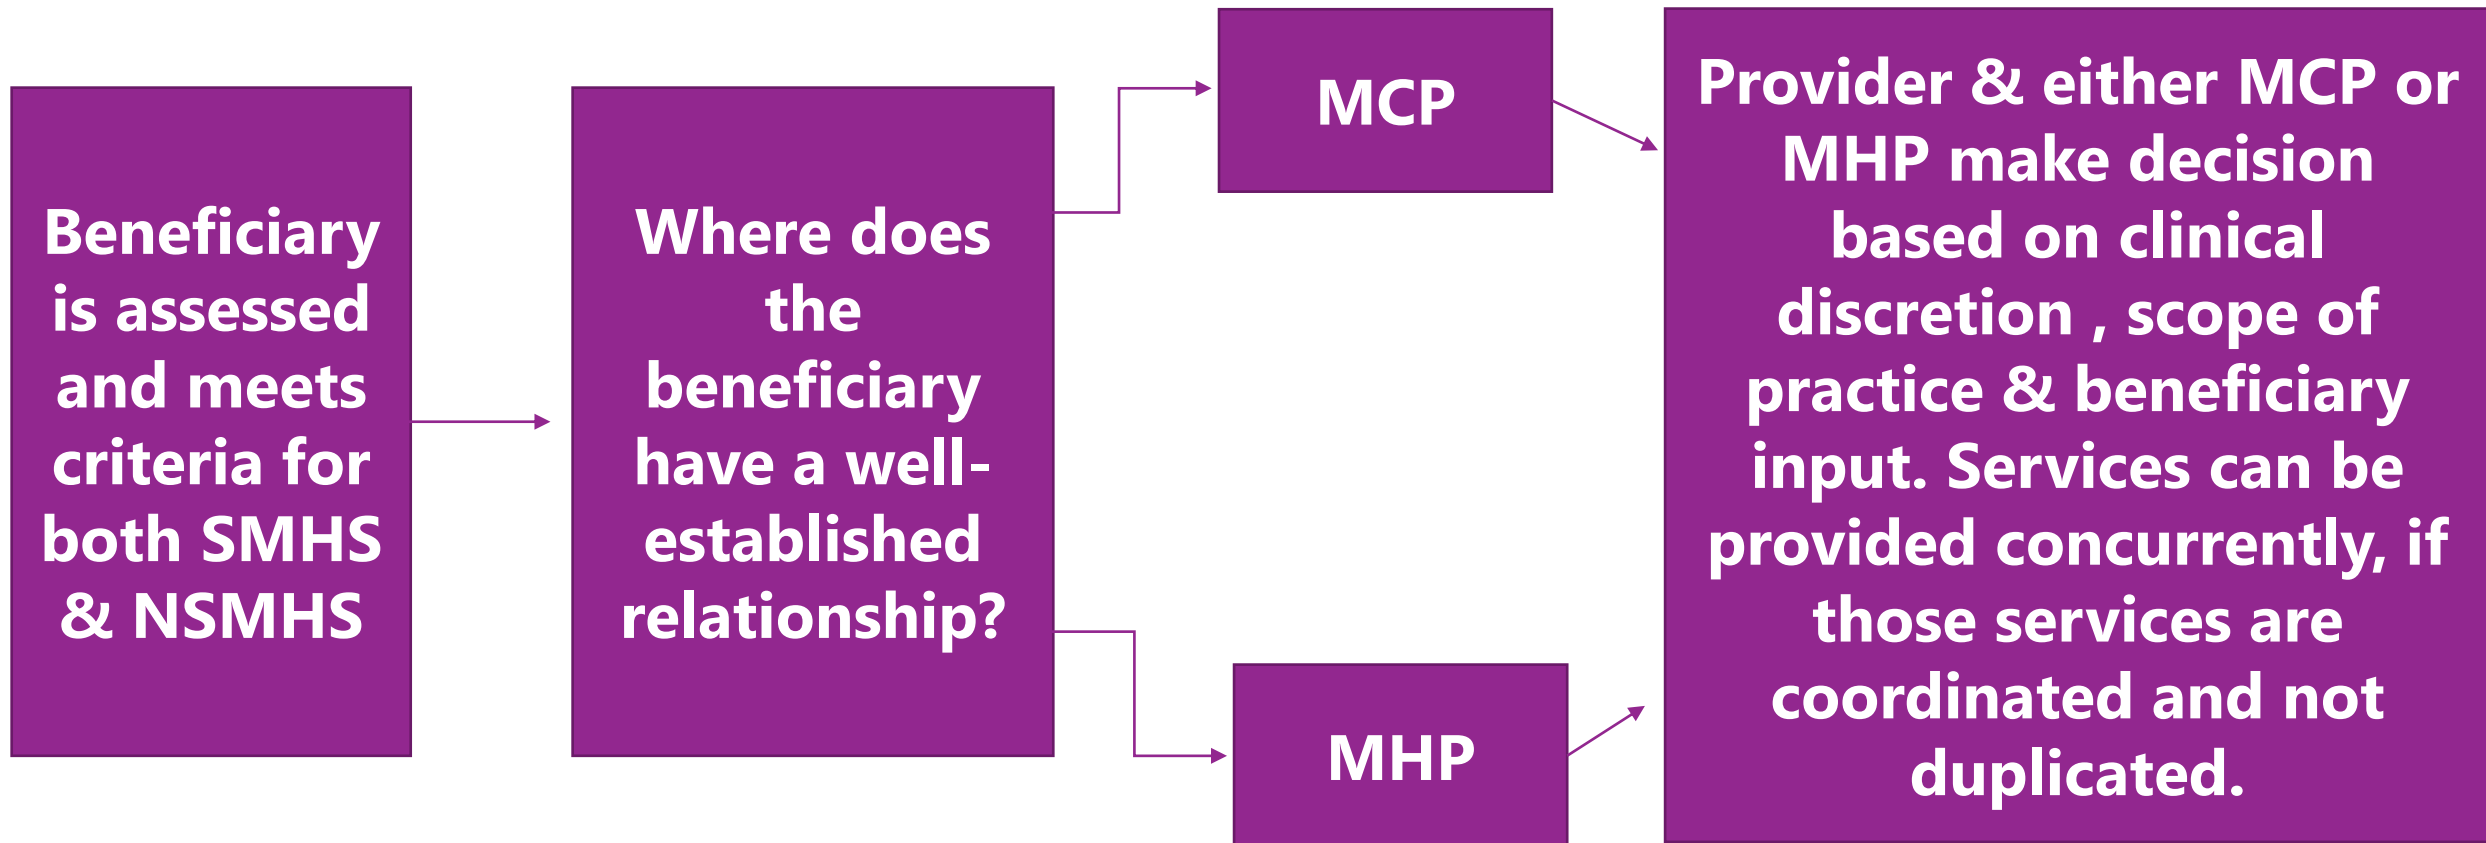 Beneficiary
is assessed
and meets
criteria for
both SMHS
& NSMHS
Where does
the
beneficiary
have a well-
established
relationship?
MCP
MHP
Provider & either MCP or
MHP make decision
based on clinical
discretion , scope of
practice & beneficiary
input. Services can be
provided concurrently, if
those services are
coordinated and not
duplicated.